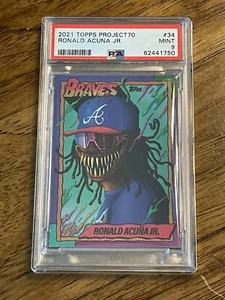 2021 TOPPS PROJECT70 #34
RONALD ACUNA JR. MINT
9
PSA 62441750
BRAVES
TOPPS
A
RONALD ACUÑA JR.